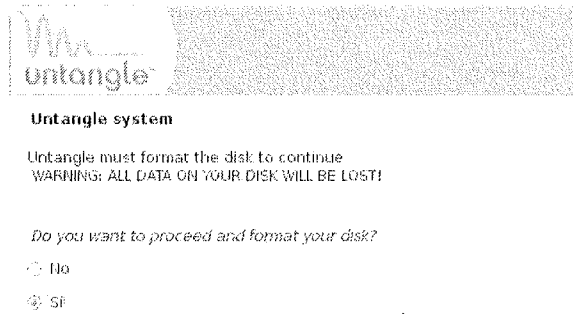 untangle
Untangle system
Untangle must format the disk to continue
WARNING: ALL DATA ON YOUR DISK WILL BE LOST!
Do you want to proceed and format your disk?
No
Sí